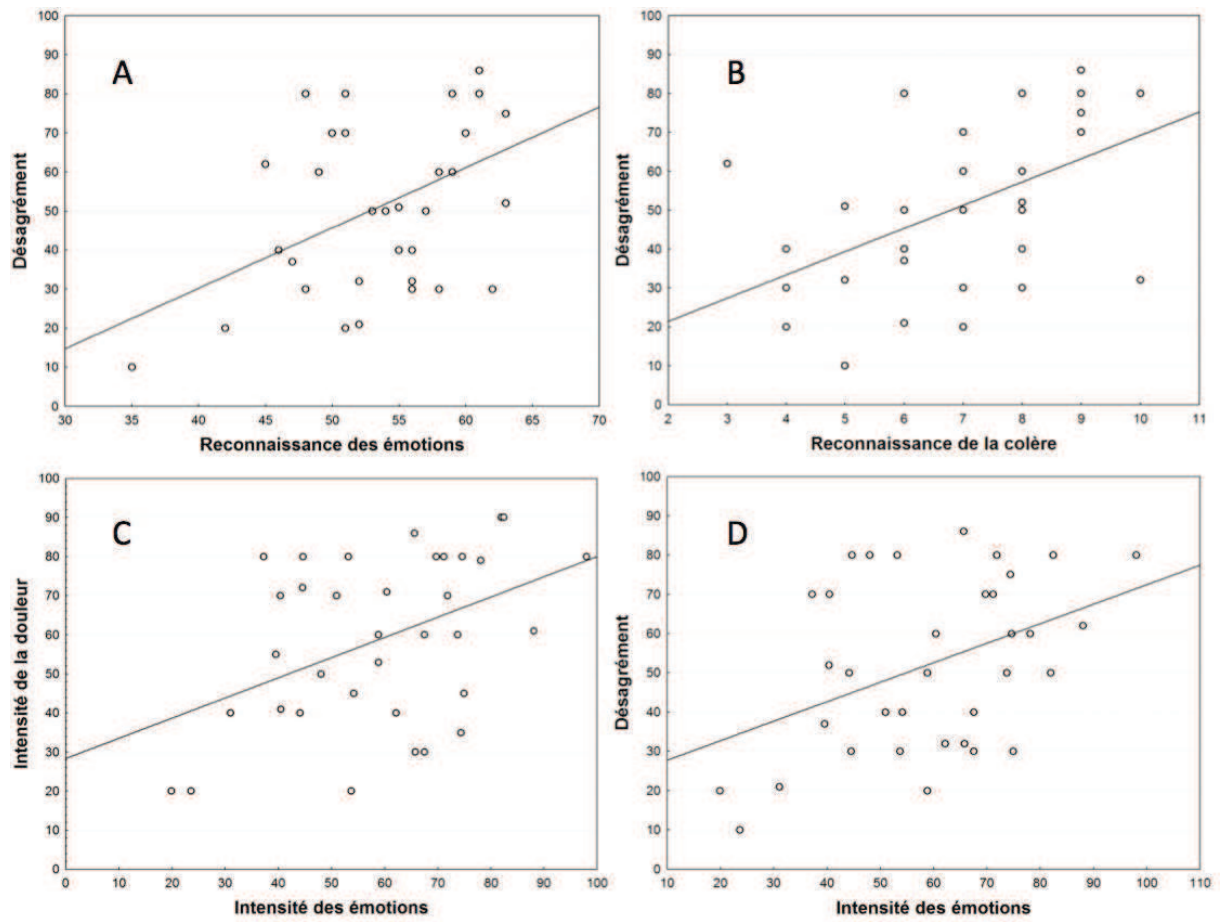 A
Désagrément
100
90
80
70
60
50
40
30
20
10
0
30 35 40 45 50 55 60 65 70
Reconnaissance des émotions
B
Désagrément
100
90
80
70
60
50
40
30
20
10
0
2 3 4 5 6 7 8 9 10 11
Reconnaissance de la colère
C
Intensité de la douleur
100
90
80
70
60
50
40
30
20
10
0
0 10 20 30 40 50 60 70 80 90 100
Intensité des émotions
D
Désagrément
100
90
80
70
60
50
40
30
20
10
0
10 20 30 40 50 60 70 80 90 100 110
Intensité des émotions